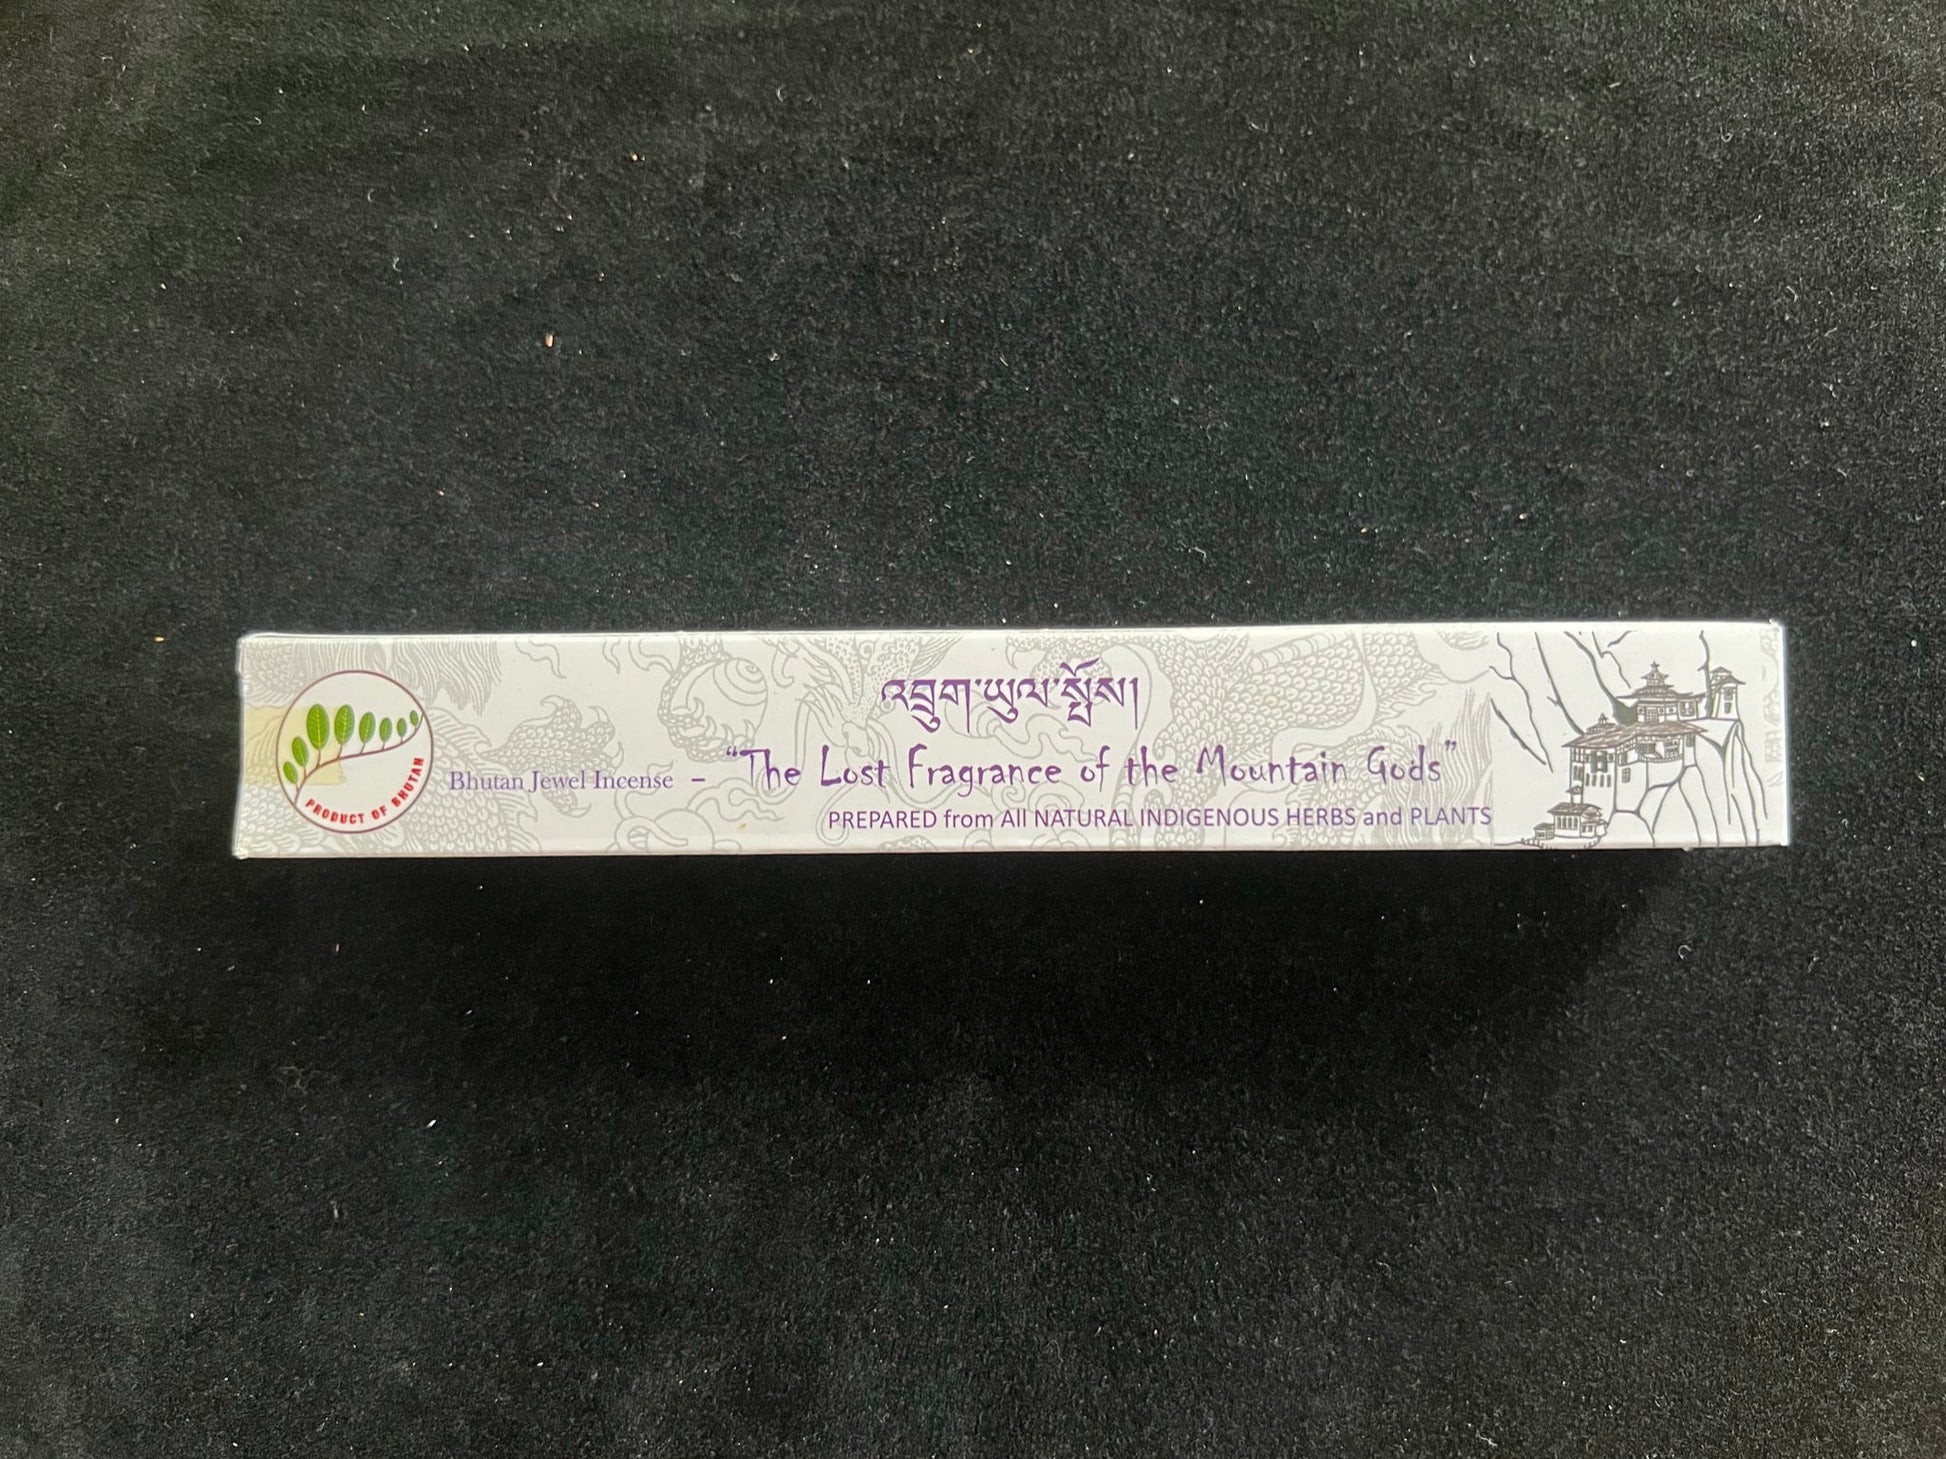 འབྲུག་ཡུལ་སྤོས།
Bhutan Jewel Incense – "The Lost Fragrance of the Mountain Gods"
PREPARED from All NATURAL INDIGENOUS HERBS and PLANTS
PRODUCT OF BHUTAN